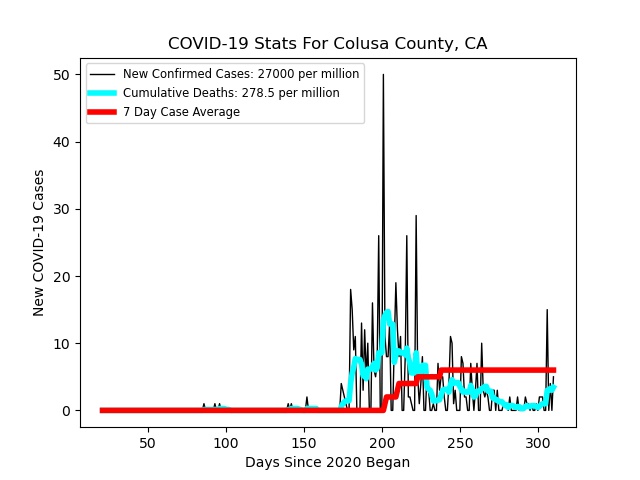 COVID-19 Stats For Colusa County, CA
New Confirmed Cases: 27000 per million
Cumulative Deaths: 278.5 per million
7 Day Case Average
New COVID-19 Cases
50
40
30
20
10
0
50 100 150 200 250 300
Days Since 2020 Began